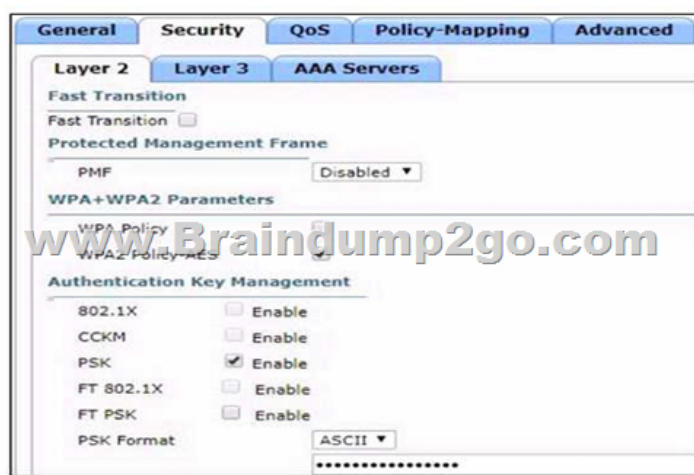 General Security QoS Policy-Mapping Advanced
Layer 2 Layer 3 AAA Servers
Fast Transition
Fast Transition
Protected Management Frame
PMF Disabled
WPA+WPA2 Parameters
WPA Policy
www.Braindump2go.com
WPA2 Policy-AES
Authentication Key Management
802.1X Enable
CCKM Enable
PSK Enable
FT 802.1X Enable
FT PSK Enable
PSK Format ASCII
••••••••••••••••